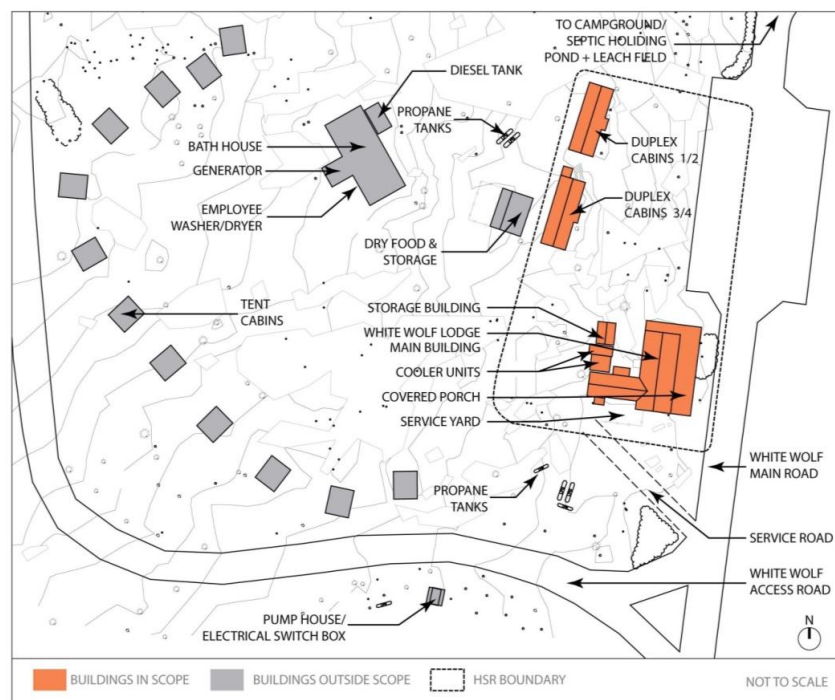 TO CAMPGROUND/
SEPTIC HOLIDING
POND + LEACH FIELD
DIESEL TANK
PROPANE
TANKS
BATH HOUSE
GENERATOR
EMPLOYEE
WASHER/DRYER
DUPLEX
CABINS 1/2
DUPLEX
CABINS 3/4
DRY FOOD &
STORAGE
TENT
CABINS
STORAGE BUILDING
WHITE WOLF LODGE
MAIN BUILDING
COOLER UNITS
COVERED PORCH
SERVICE YARD
WHITE WOLF
MAIN ROAD
PROPANE
TANKS
SERVICE ROAD
WHITE WOLF
ACCESS ROAD
PUMP HOUSE/
ELECTRICAL SWITCH BOX
N
BUILDINGS IN SCOPE
BUILDINGS OUTSIDE SCOPE
HSR BOUNDARY
NOT TO SCALE